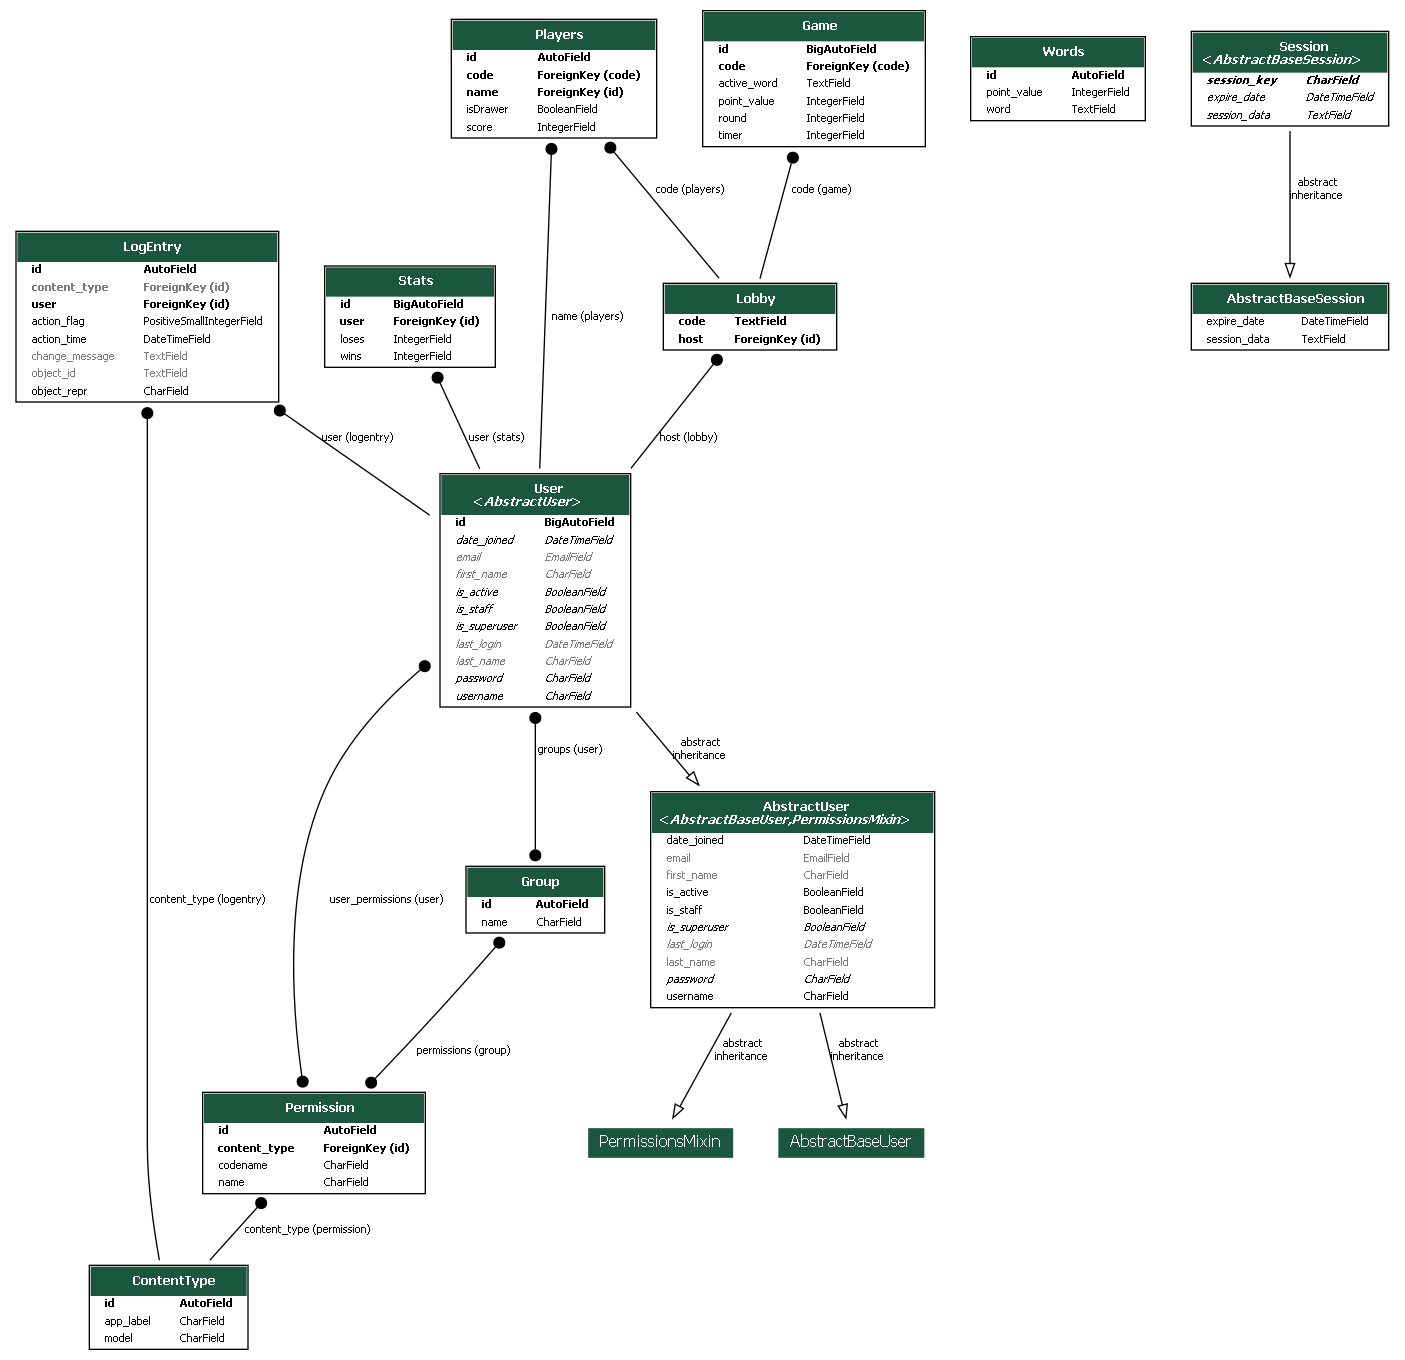 Players
id AutoField
code ForeignKey (code)
name ForeignKey (id)
isDrawer BooleanField
score IntegerField
Game
id BigAutoField
code ForeignKey (code)
active_word TextField
point_value IntegerField
round IntegerField
timer IntegerField
Words
id AutoField
point_value IntegerField
word TextField
Session
<AbstractBaseSession>
session_key CharField
expire_date DateTimeField
session_data TextField
code (players)
code (game)
abstract
inheritance
LogEntry
id AutoField
content_type ForeignKey (id)
user ForeignKey (id)
action_flag PositiveSmallIntegerField
action_time DateTimeField
change_message TextField
object_id TextField
object_repr CharField
Stats
id BigAutoField
user ForeignKey (id)
loses IntegerField
wins IntegerField
name (players)
Lobby
code TextField
host ForeignKey (id)
AbstractBaseSession
expire_date DateTimeField
session_data TextField
user (logentry)
user (stats)
host (lobby)
User
<AbstractUser>
id BigAutoField
date_joined DateTimeField
email EmailField
first_name CharField
is_active BooleanField
is_staff BooleanField
is_superuser BooleanField
last_login DateTimeField
last_name CharField
password CharField
username CharField
groups (user)
abstract
inheritance
AbstractUser
<AbstractBaseUser,PermissionsMixin>
date_joined DateTimeField
email EmailField
first_name CharField
is_active BooleanField
is_staff BooleanField
is_superuser BooleanField
last_login DateTimeField
last_name CharField
password CharField
username CharField
content_type (logentry)
user_permissions (user)
Group
id AutoField
name CharField
permissions (group)
abstract
inheritance
abstract
inheritance
Permission
id AutoField
content_type ForeignKey (id)
codename CharField
name CharField
PermissionsMixin
AbstractBaseUser
content_type (permission)
ContentType
id AutoField
app_label CharField
model CharField